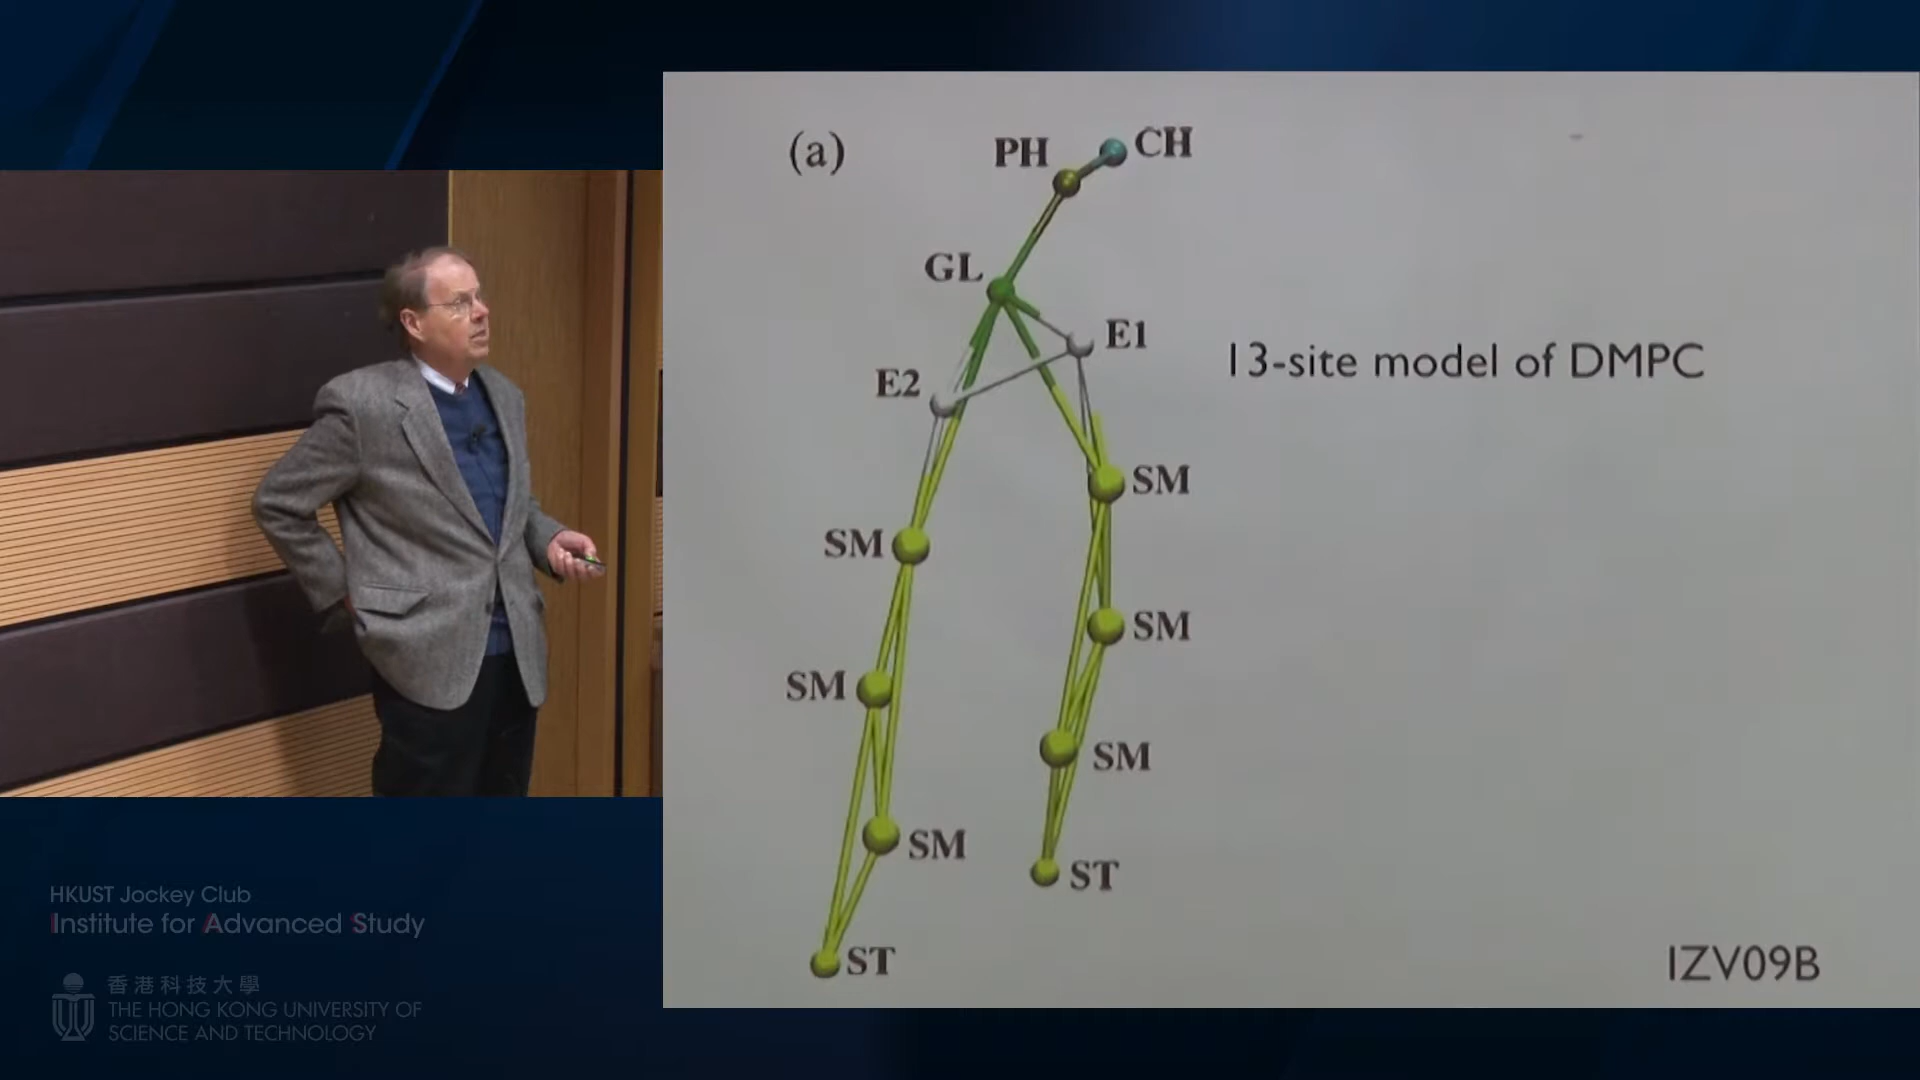 (a)
PH
CH
GL
E1
E2
13-site model of DMPC
SM
SM
SM
SM
SM
SM
ST
ST
IZV09B
HKUST Jockey Club
Institute for Advanced Study
香港科技大學
THE HONG KONG UNIVERSITY OF
SCIENCE AND TECHNOLOGY